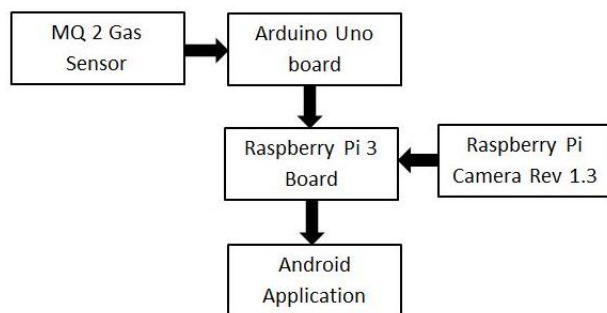 MQ 2 Gas
Sensor
Arduino Uno
board
Raspberry Pi 3
Board
Raspberry Pi
Camera Rev 1.3
Android
Application